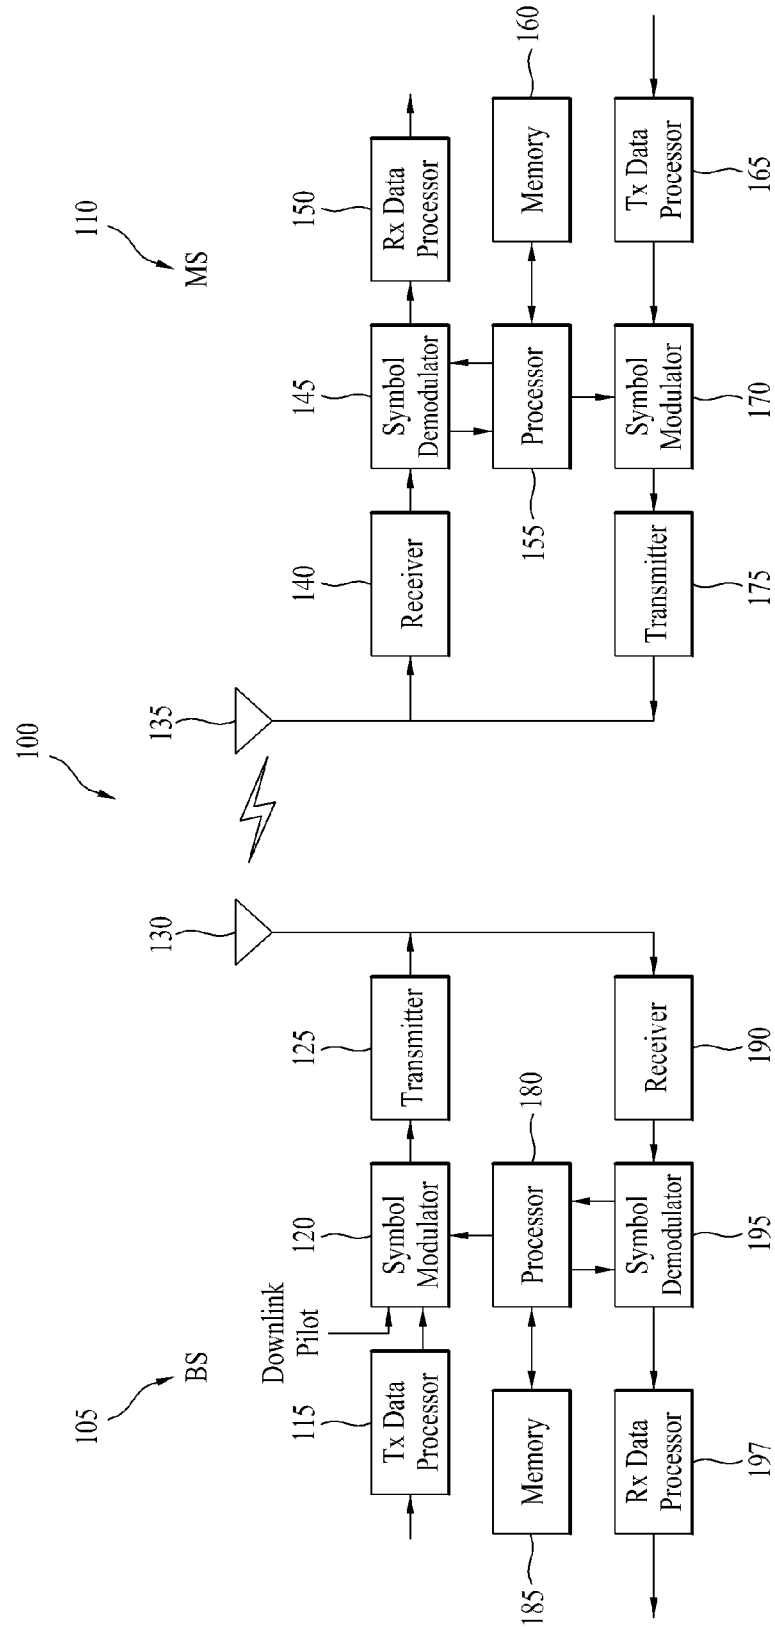 100
105
BS
110
MS
Downlink
Pilot
115
Tx Data
Processor
120
Symbol
Modulator
125
Transmitter
130
135
140
Receiver
145
Symbol
Demodulator
150
Rx Data
Processor
185
Memory
Processor
180
Processor
155
Memory
160
Rx Data
Processor
197
Symbol
Demodulator
195
Receiver
190
Transmitter
175
Symbol
Modulator
170
Tx Data
Processor
165